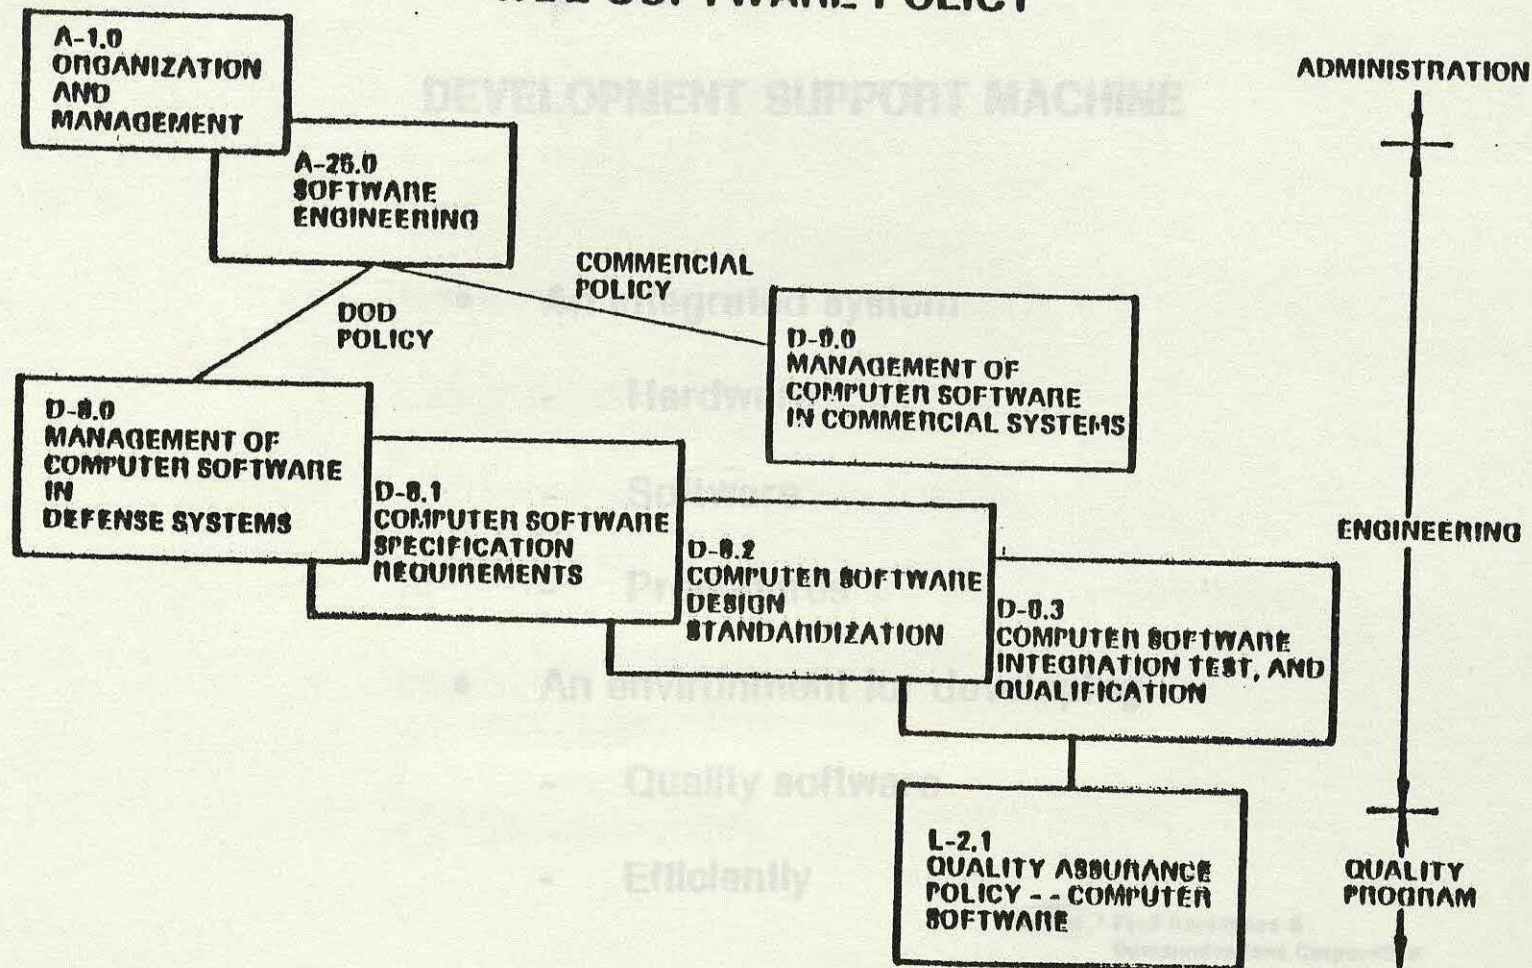 SOFTWARE POLICY
A-1.0
ORGANIZATION
AND
MANAGEMENT
ADMINISTRATION
DEVELOPMENT SUPPORT MACHINE
A-26.0
SOFTWARE
ENGINEERING
COMMERCIAL
POLICY
DOD
POLICY
• An integrated system
D-9.0
MANAGEMENT OF
COMPUTER SOFTWARE
IN COMMERCIAL SYSTEMS
- Hardware
D-8.0
MANAGEMENT OF
COMPUTER SOFTWARE
IN
DEFENSE SYSTEMS
- Software
D-8.1
COMPUTER SOFTWARE
SPECIFICATION
REQUIREMENTS
D-8.2
COMPUTER SOFTWARE
DESIGN
STANDARDIZATION
D-8.3
COMPUTER SOFTWARE
INTEGRATION TEST, AND
QUALIFICATION
ENGINEERING
• An environment for
- Quality software
- Efficiently
L-2.1
QUALITY ASSURANCE
POLICY - - COMPUTER
SOFTWARE
QUALITY
PROGRAM